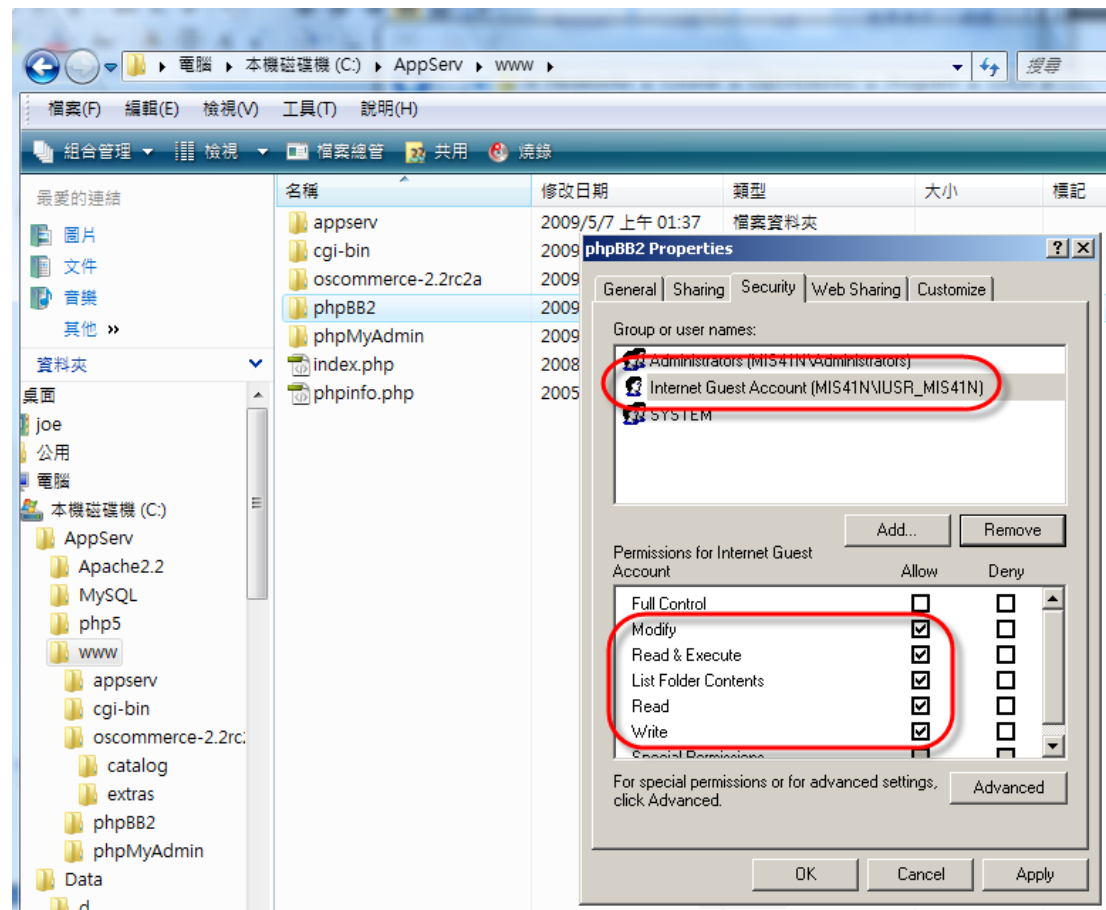 電腦 本機磁碟機 (C:) AppServ www 搜尋
檔案(F) 編輯(E) 檢視(V) 工具(T) 說明(H)
組合管理 檢視 檔案總管 共用 燒錄
最愛的連結
圖片
文件
音樂
其他 »
資料夾
桌面
joe
公用
電腦
本機磁碟機 (C:)
AppServ
Apache2.2
MySQL
php5
www
appserv
cgi-bin
oscommerce-2.2rc
catalog
extras
phpBB2
phpMyAdmin
Data
d
名稱 修改日期 類型 大小 標記
appserv 2009/5/7 上午 01:37 檔案資料夾
cgi-bin 2009
oscommerce-2.2rc2a 2009
phpBB2 2009
phpMyAdmin 2009
index.php 2008
phpinfo.php 2005
phpBB2 Properties
General Sharing Security Web Sharing Customize
Group or user names:
Administrators (MIS41N\Administrators)
Internet Guest Account (MIS41N\IUSR_MIS41N)
SYSTEM
Add... Remove
Permissions for Internet Guest
Account Allow Deny
Full Control
Modify
Read & Execute
List Folder Contents
Read
Write
Special Permissions
For special permissions or for advanced settings,
click Advanced.
Advanced
OK Cancel Apply